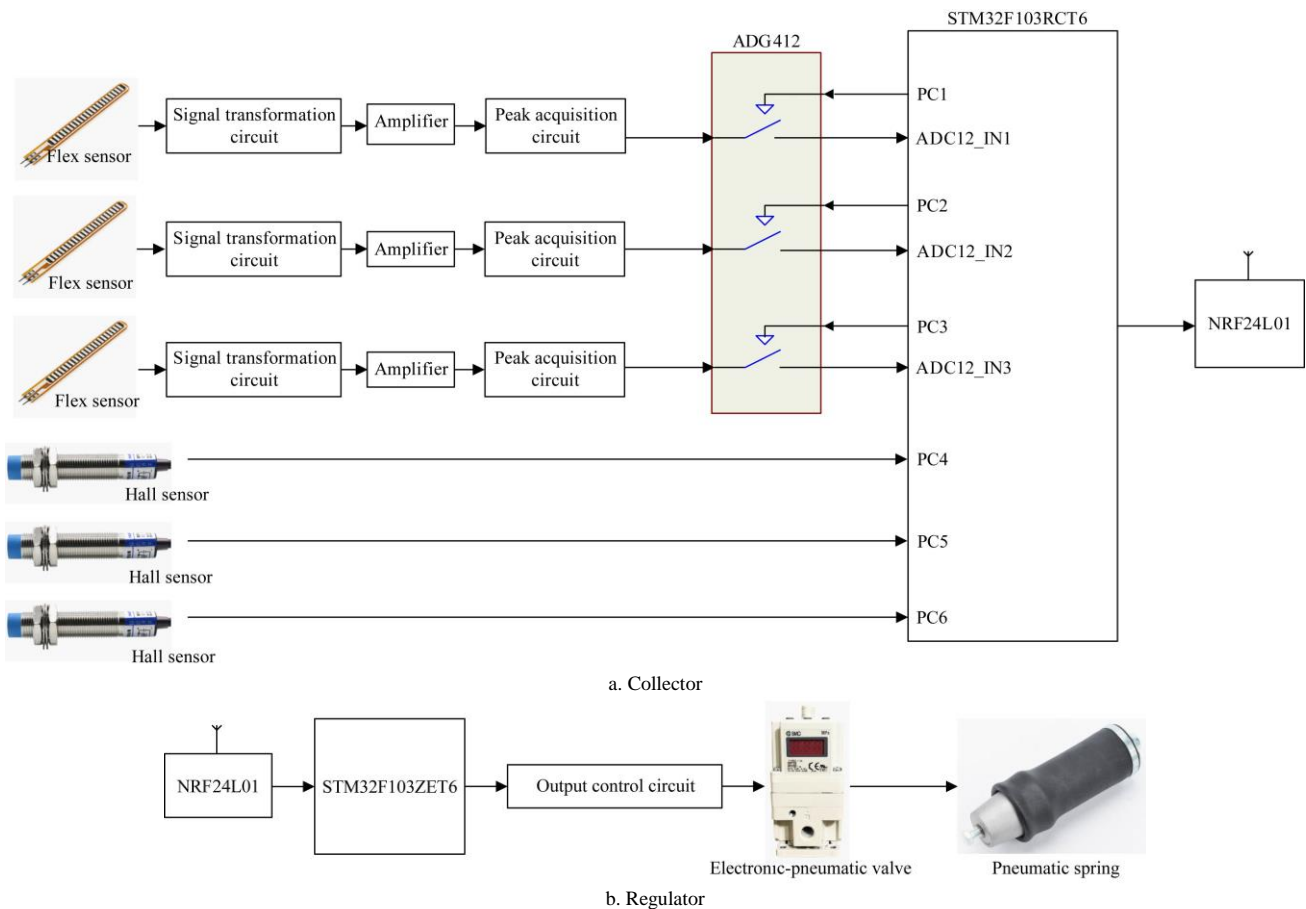 STM32F103RCT6
ADG412
PC1
Signal transformation
circuit
Amplifier
Peak acquisition
circuit
Flex sensor
ADC12_IN1
PC2
Signal transformation
circuit
Amplifier
Peak acquisition
circuit
Flex sensor
ADC12_IN2
PC3
NRF24L01
Signal transformation
circuit
Amplifier
Peak acquisition
circuit
Flex sensor
ADC12_IN3
PC4
Hall sensor
PC5
Hall sensor
PC6
Hall sensor
a. Collector
NRF24L01
STM32F103ZET6
Output control circuit
SMC
Electronic-pneumatic valve
Pneumatic spring
b. Regulator